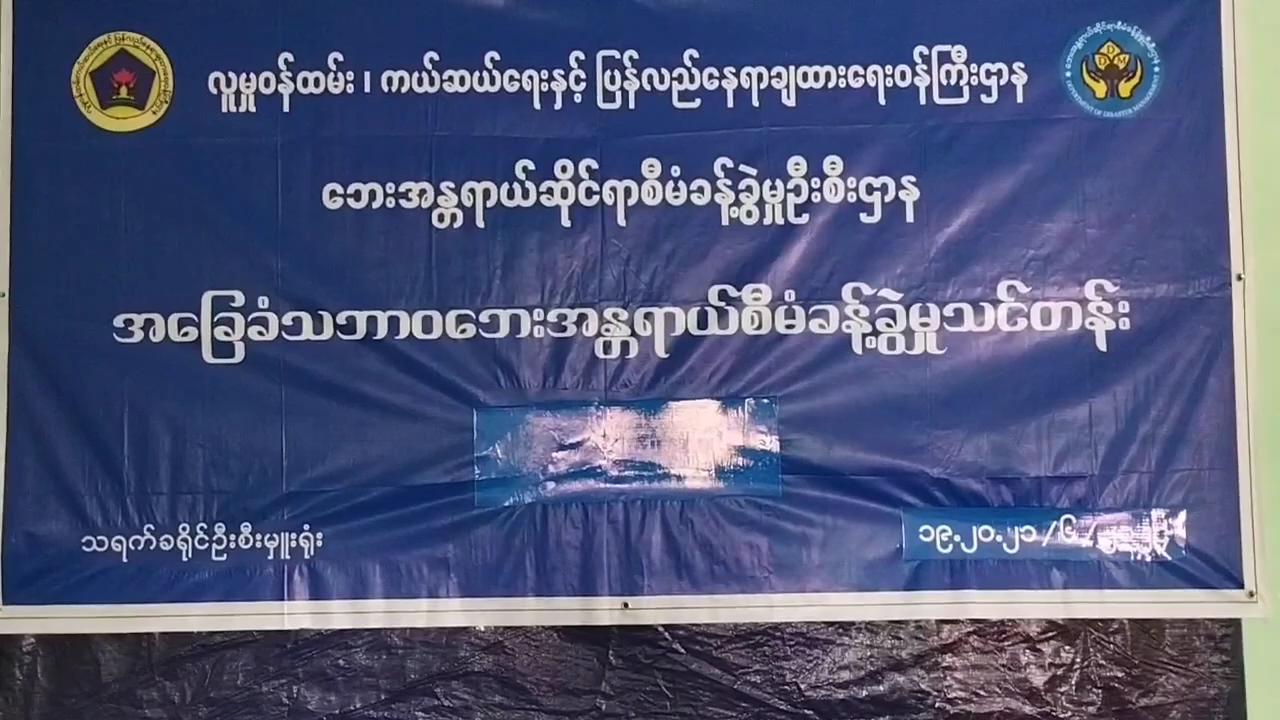 လူမှုဝန်ထမ်း၊ ကယ်ဆယ်ရေးနှင့် ပြန်လည်နေရာချထားရေးဝန်ကြီးဌာန
ဘေးအန္တရာယ်ဆိုင်ရာစီမံခန့်ခွဲမှုဦးစီးဌာန
အခြေခံသဘာဝဘေးအန္တရာယ်စီမံခန့်ခွဲမှုသင်တန်း
သရက်ခရိုင်ဦးစီးမှူးရုံး
၁၉.၂၀.၂၁/၆/
DDM